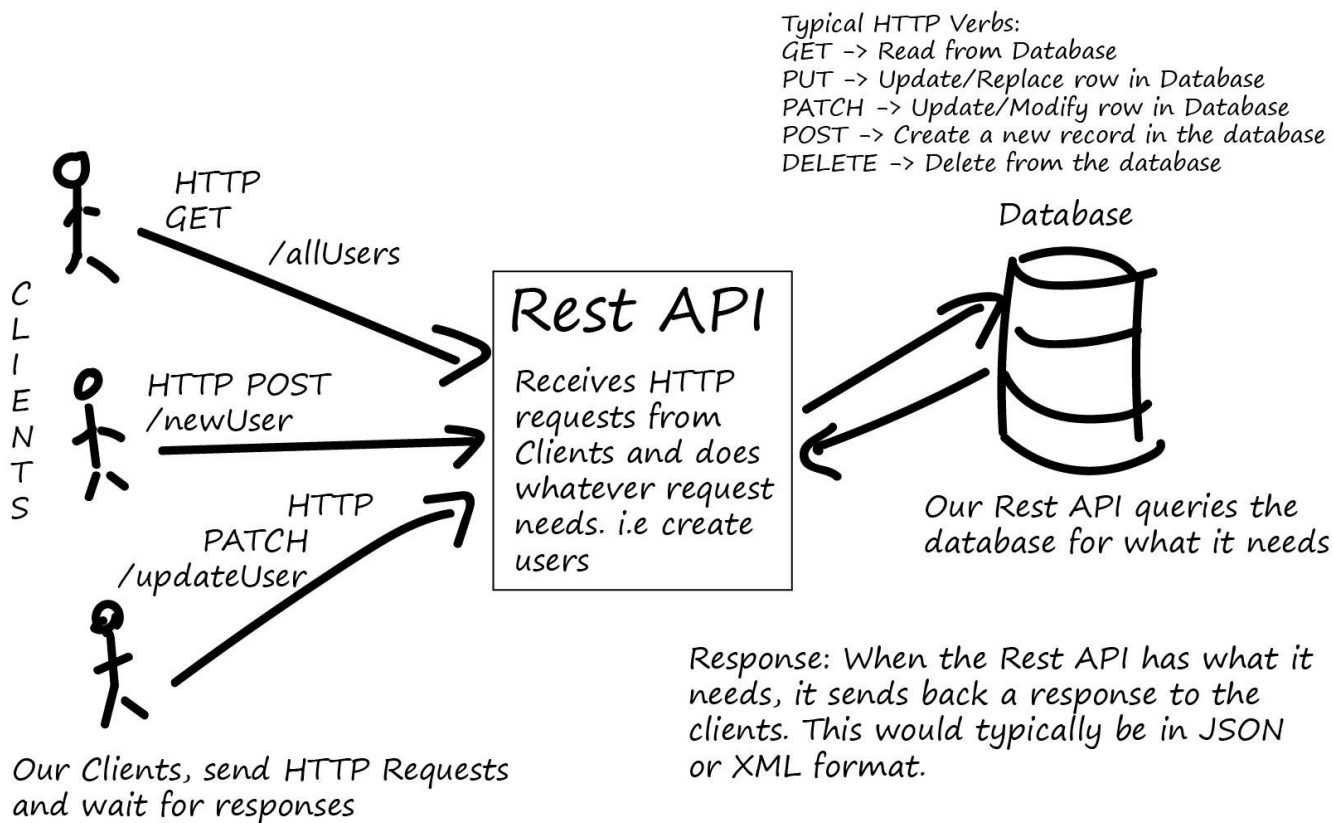 Typical HTTP Verbs:
GET -> Read from Database
PUT -> Update/Replace row in Database
PATCH -> Update/Modify row in Database
POST -> Create a new record in the database
DELETE -> Delete from the database
CLIENTS
HTTP
GET
/allUsers
HTTP POST
/newUser
HTTP
PATCH
/updateUser
Our Clients, send HTTP Requests
and wait for responses
Rest API
Receives HTTP
requests from
Clients and does
whatever request
needs. i.e create
users
Database
Our Rest API queries the
database for what it needs
Response: When the Rest API has what it
needs, it sends back a response to the
clients. This would typically be in JSON
or XML format.